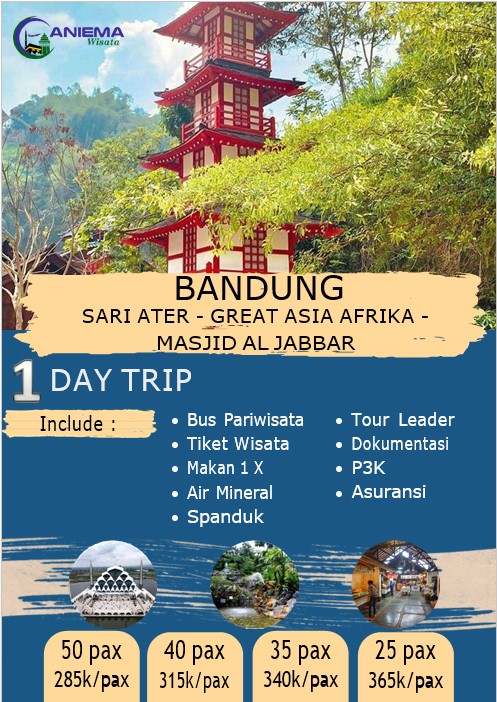 CANIEMA
Wisata
BANDUNG
SARI ATER - GREAT ASIA AFRIKA -
MASJID AL JABBAR
1 DAY TRIP
Include :
• Bus Pariwisata
• Tiket Wisata
• Makan 1 X
• Air Mineral
• Spanduk
• Tour Leader
• Dokumentasi
• P3K
• Asuransi
50 pax
285k/pax
40 pax
315k/pax
35 pax
340k/pax
25 pax
365k/pax